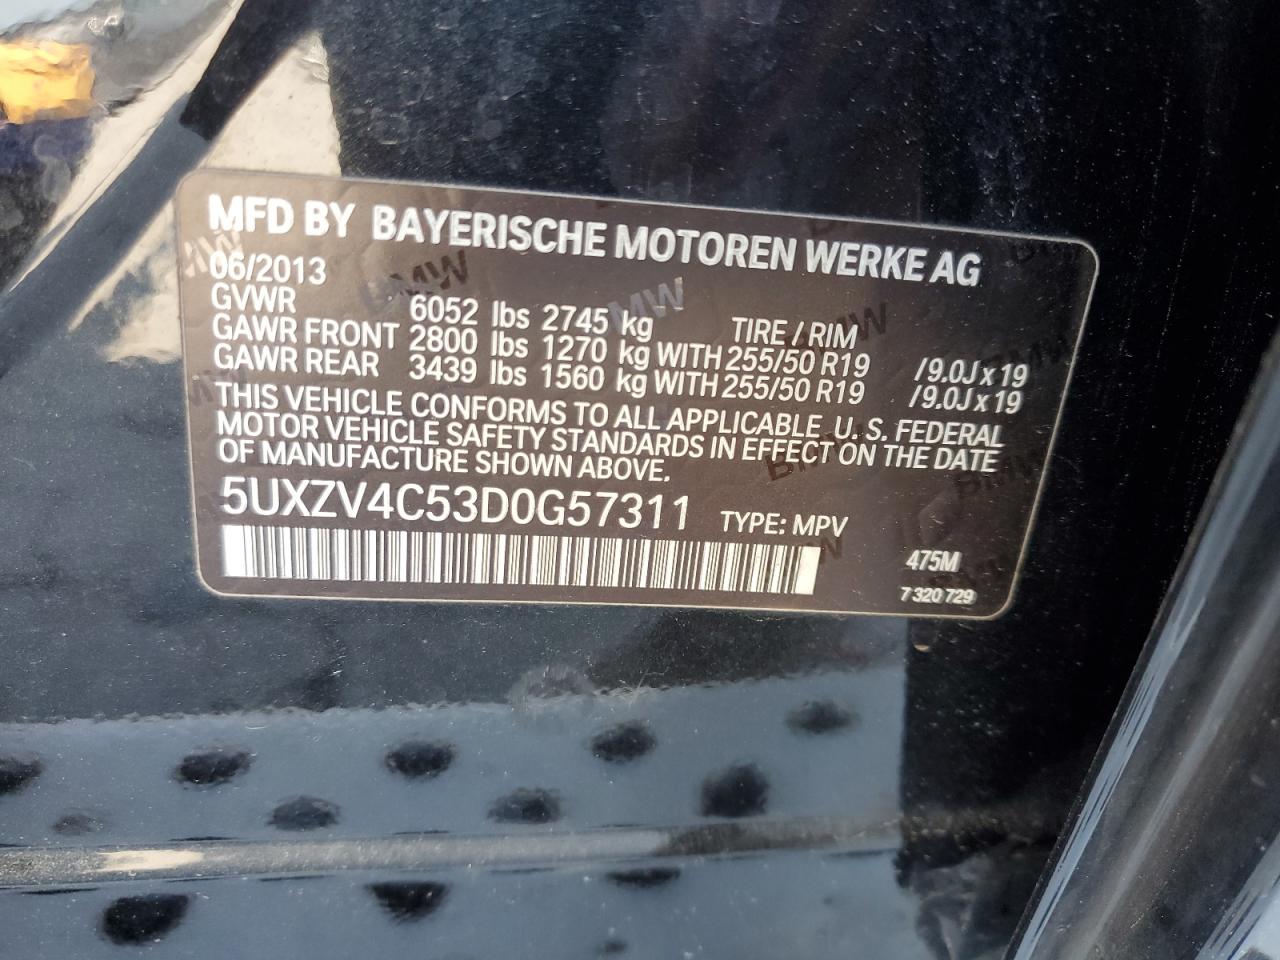 MFD BY BAYERISCHE MOTOREN WERKE AG
06/2013
GVWR 6052 lbs 2745 kg TIRE / RIM
GAWR FRONT 2800 lbs 1270 kg WITH 255/50 R19 /9.0J x 19
GAWR REAR 3439 lbs 1560 kg WITH 255/50 R19 /9.0J x 19
THIS VEHICLE CONFORMS TO ALL APPLICABLE U. S. FEDERAL
MOTOR VEHICLE SAFETY STANDARDS IN EFFECT ON THE DATE
OF MANUFACTURE SHOWN ABOVE.
5UXZV4C53D0G57311 TYPE: MPV
475M
7 320 729